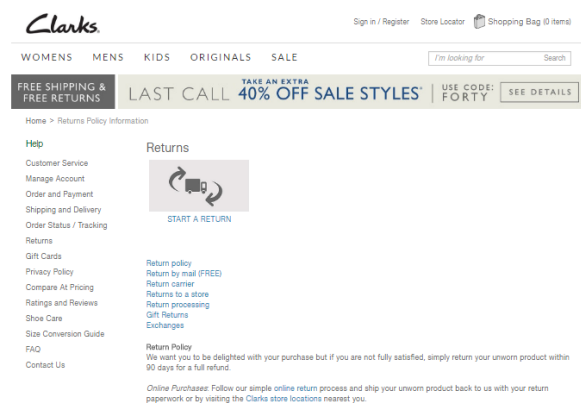 Clarks.
Sign in / Register Store Locator Shopping Bag (0 items)
WOMENS MENS KIDS ORIGINALS SALE
I'm looking for Search
FREE SHIPPING &
FREE RETURNS
LAST CALL
TAKE AN EXTRA
40% OFF SALE STYLES*
USE CODE:
FORTY
SEE DETAILS
Home > Returns Policy Information
Help
Customer Service
Manage Account
Order and Payment
Shipping and Delivery
Order Status / Tracking
Returns
Gift Cards
Privacy Policy
Compare At Pricing
Ratings and Reviews
Shoe Care
Size Conversion Guide
FAQ
Contact Us
Returns
START A RETURN
Return policy
Return by mail (FREE)
Return carrier
Returns to a store
Return processing
Gift Returns
Exchanges
Return Policy
We want you to be delighted with your purchase but if you are not fully satisfied, simply return your unworn product within
90 days for a full refund.
Online Purchases: Follow our simple online return process and ship your unworn product back to us with your return
paperwork or by visiting the Clarks store locations nearest you.